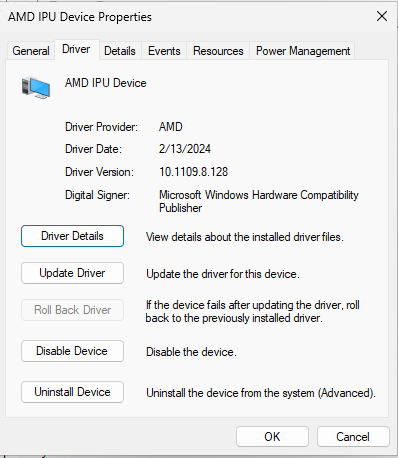 AMD IPU Device Properties
General Driver Details Events Resources Power Management
AMD IPU Device
Driver Provider: AMD
Driver Date: 2/13/2024
Driver Version: 10.1109.8.128
Digital Signer: Microsoft Windows Hardware Compatibility
Publisher
Driver Details View details about the installed driver files.
Update Driver Update the driver for this device.
Roll Back Driver If the device fails after updating the driver, roll
back to the previously installed driver.
Disable Device Disable the device.
Uninstall Device Uninstall the device from the system (Advanced).
OK Cancel